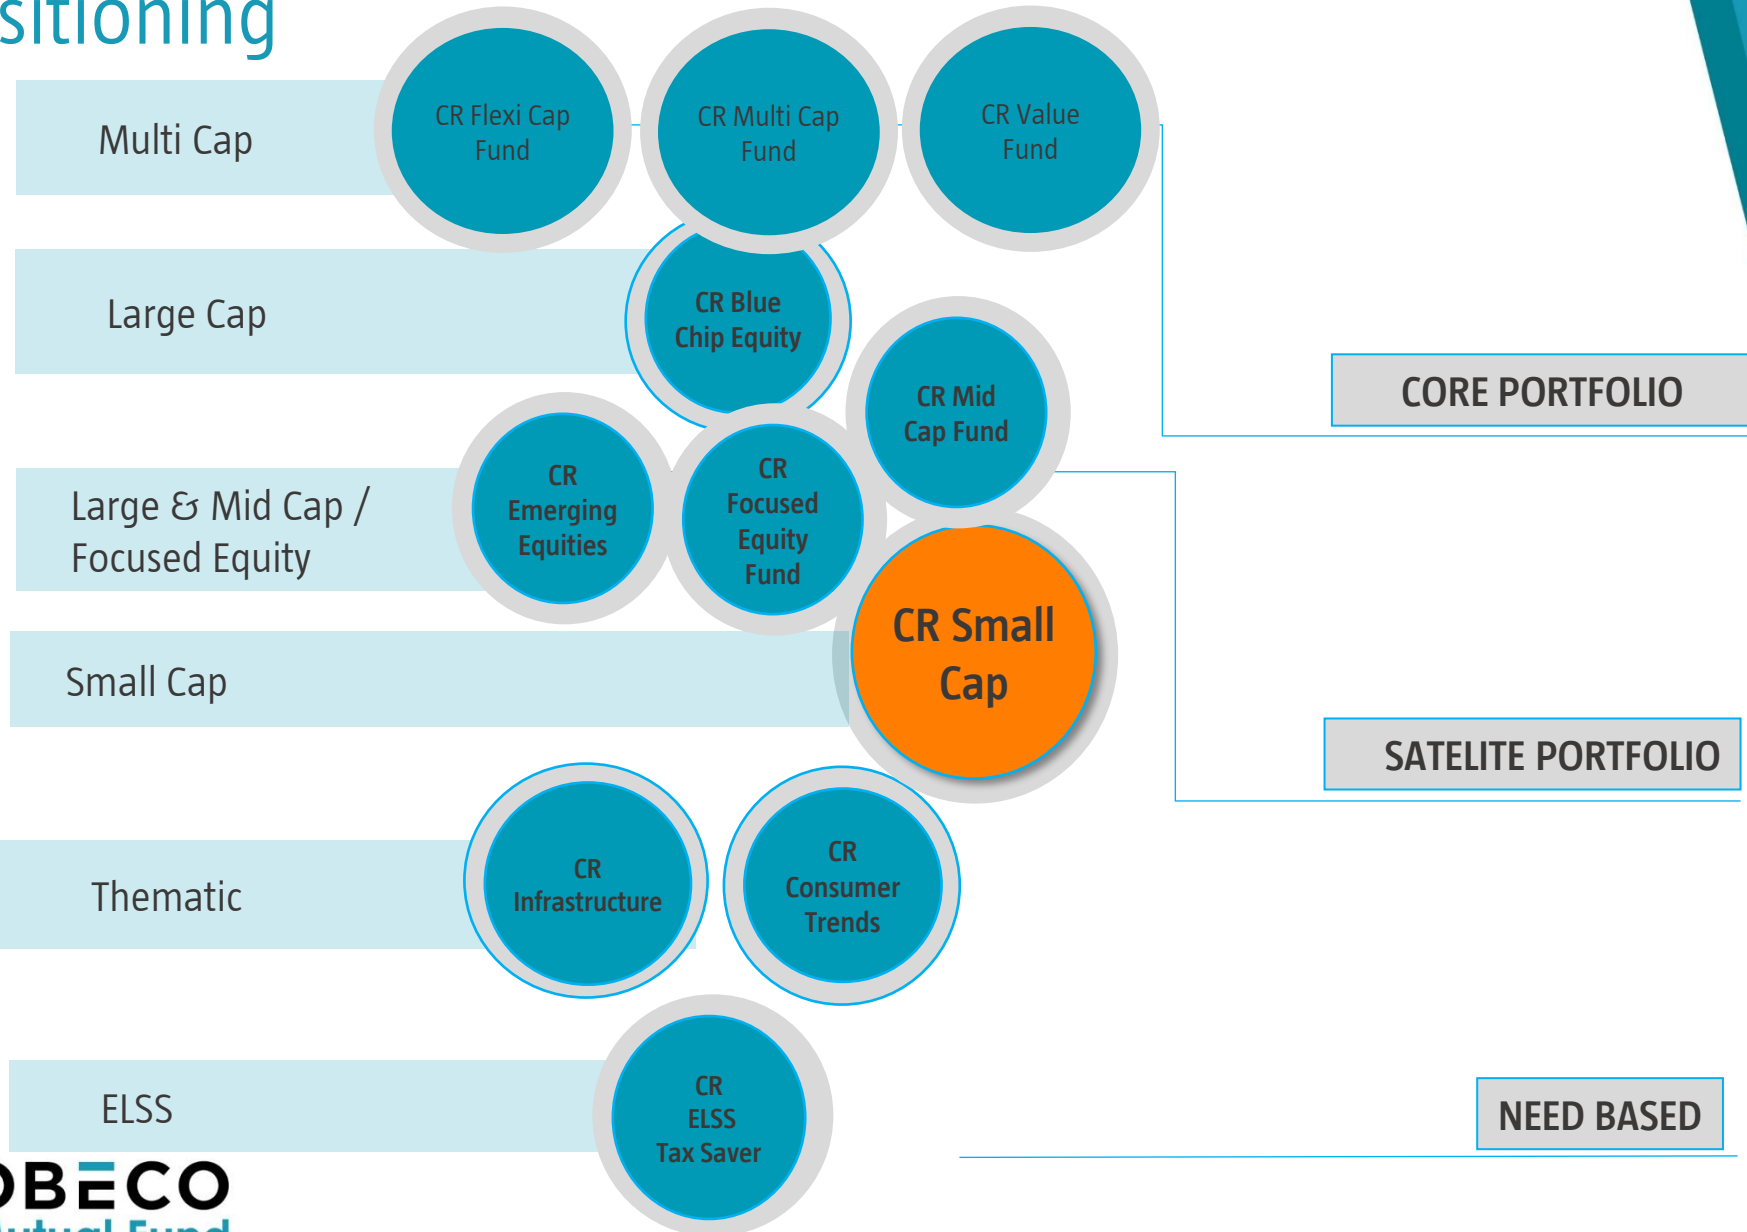 sitioning
Multi Cap
CR Flexi Cap
Fund
CR Multi Cap
Fund
CR Value
Fund
Large Cap
CR Blue
Chip Equity
CR Mid
Cap Fund
CORE PORTFOLIO
Large & Mid Cap /
Focused Equity
CR
Emerging
Equities
CR
Focused
Equity
Fund
Small Cap
CR Small
Cap
SATELITE PORTFOLIO
Thematic
CR
Infrastructure
CR
Consumer
Trends
ELSS
CR
ELSS
Tax Saver
NEED BASED
OBECO
Mutual Fund